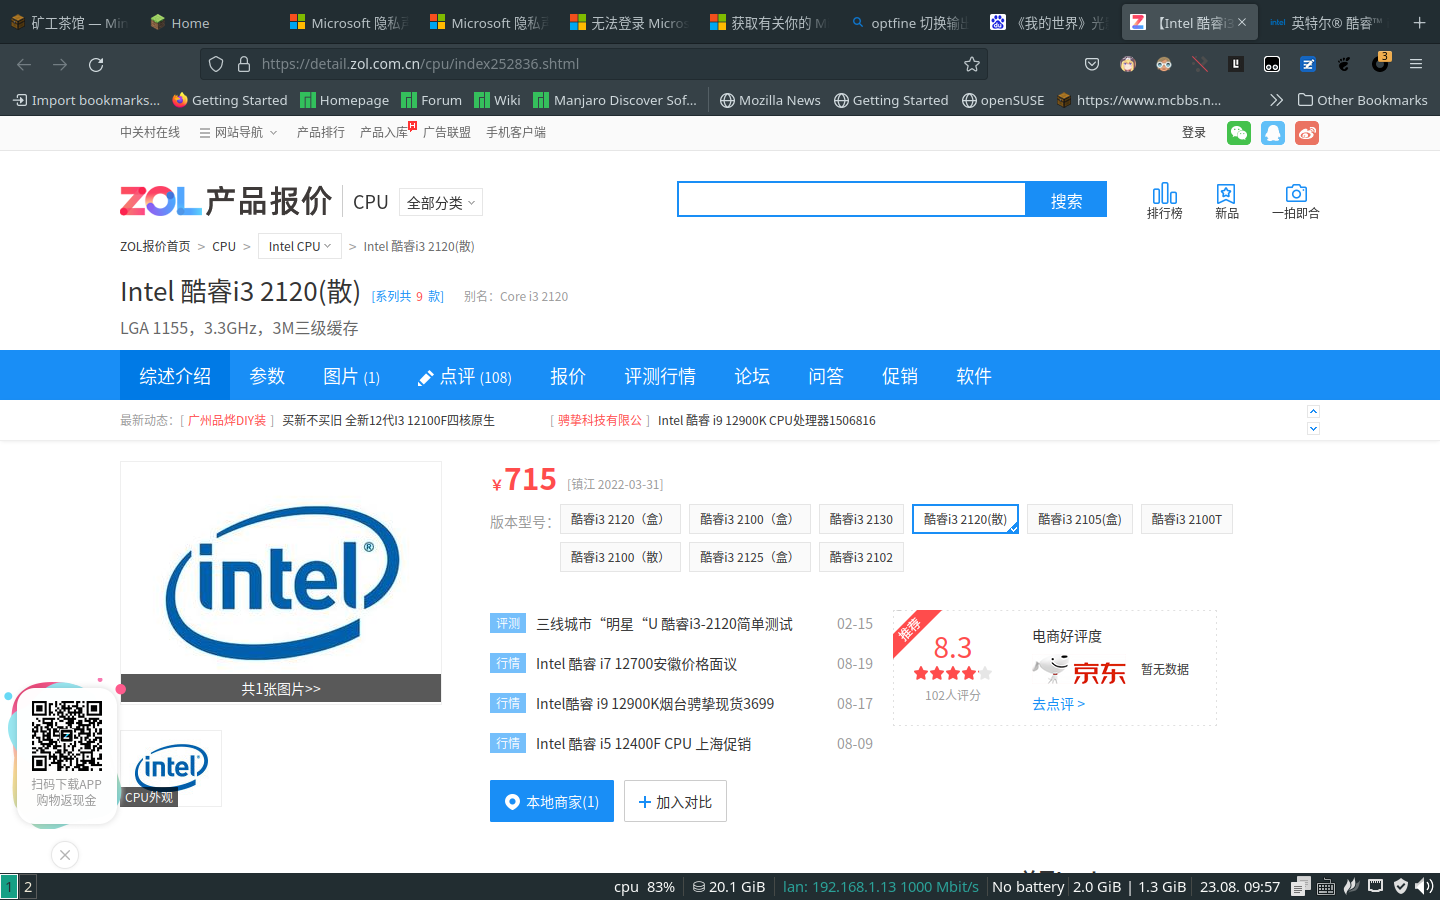 矿工茶馆 — Min
Home
Microsoft 隐私声
Microsoft 隐私声
无法登录 Micros
获取有关你的 M
optfine 切换输出
《我的世界》光
【Intel 酷睿i3
英特尔® 酷睿™
https://detail.zol.com.cn/cpu/index252836.shtml
3
Import bookmarks...
Getting Started
Homepage
Forum
Wiki
Manjaro Discover Sof...
Mozilla News
Getting Started
openSUSE
https://www.mcbbs.n...
Other Bookmarks
中关村在线
网站导航
产品排行
产品入库
H
广告联盟
手机客户端
登录
ZOL 产品报价
CPU
全部分类
搜索
排行榜
新品
一拍即合
ZOL报价首页 > CPU > Intel CPU > Intel 酷睿i3 2120(散)
Intel 酷睿i3 2120(散) [系列共 9 款] 别名：Core i3 2120
LGA 1155，3.3GHz，3M三级缓存
综述介绍 参数 图片 (1) 点评 (108) 报价 评测行情 论坛 问答 促销 软件
最新动态：[ 广州品烨DIY装 ] 买新不买旧 全新12代I3 12100F四核原生 [ 骋挚科技有限公 ] Intel 酷睿 i9 12900K CPU处理器1506816
intel®
共1张图片>>
intel
CPU外观
扫码下载APP
购物返现金
¥715 [镇江 2022-03-31]
版本型号： 酷睿i3 2120（盒） 酷睿i3 2100（盒） 酷睿i3 2130 酷睿i3 2120(散) 酷睿i3 2105(盒) 酷睿i3 2100T
酷睿i3 2100（散） 酷睿i3 2125（盒） 酷睿i3 2102
评测 三线城市“明星“U 酷睿i3-2120简单测试 02-15
行情 Intel 酷睿 i7 12700安徽价格面议 08-19
行情 Intel酷睿 i9 12900K烟台骋挚现货3699 08-17
行情 Intel 酷睿 i5 12400F CPU 上海促销 08-09
推荐
8.3
102人评分
电商好评度
京东 暂无数据
去点评 >
本地商家(1)
加入对比
1 2
cpu 83%
20.1 GiB
lan: 192.168.1.13 1000 Mbit/s
No battery
2.0 GiB | 1.3 GiB
23.08. 09:57